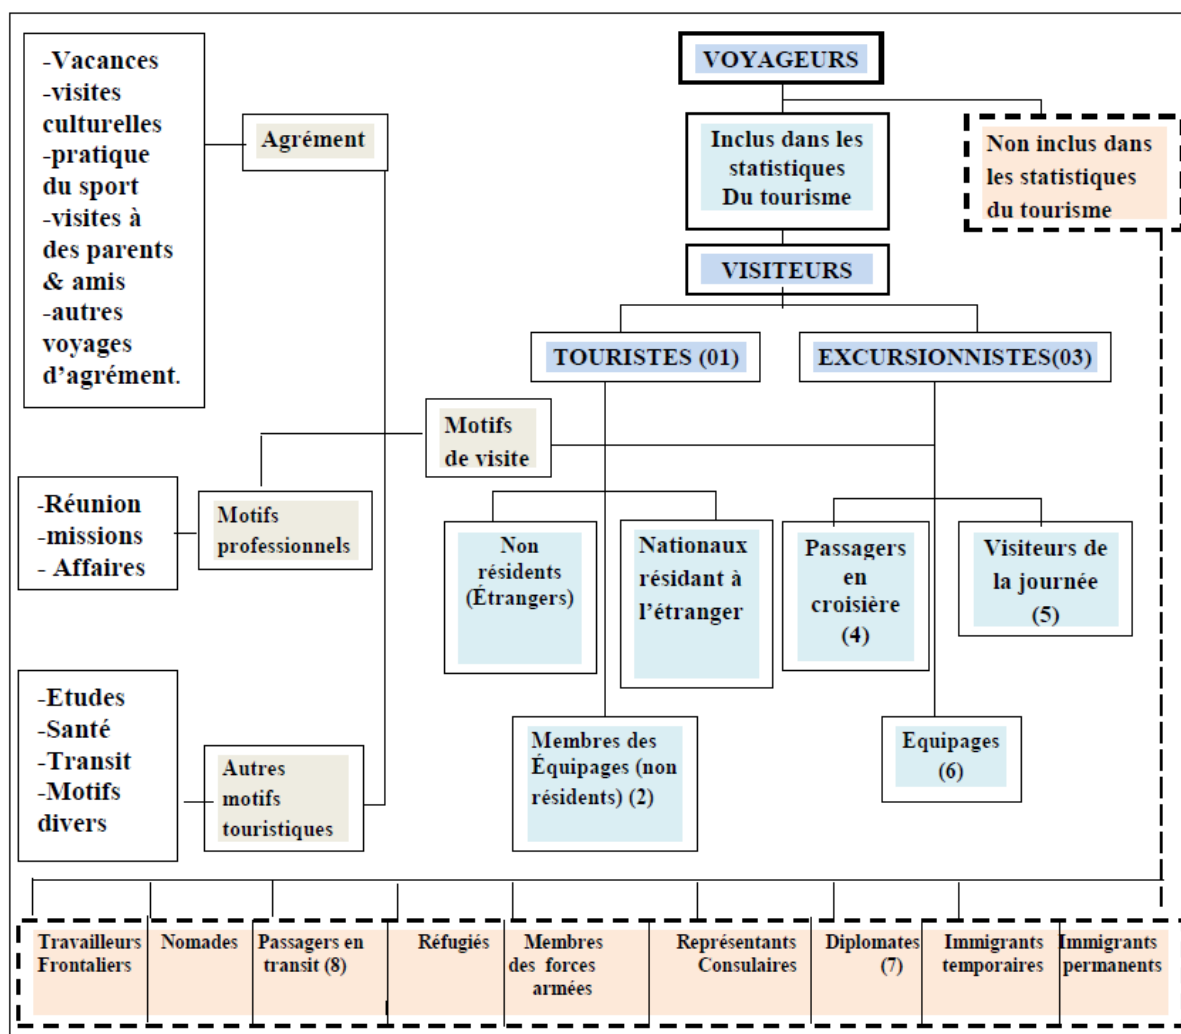 VOYAGEURS
Inclus dans les
statistiques
Du tourisme
Non inclus dans
les statistiques
du tourisme
VISITEURS
TOURISTES (01)
EXCURSIONNISTES(03)
-Vacances
-visites
culturelles
-pratique
du sport
-visites à
des parents
& amis
-autres
voyages
d’agrément.
Agrément
Motifs
de visite
-Réunion
-missions
- Affaires
Motifs
professionnels
Non
résidents
(Étrangers)
Nationaux
résidant à
l’étranger
Passagers
en
croisière
(4)
Visiteurs de
la journée
(5)
-Etudes
-Santé
-Transit
-Motifs
divers
Autres
motifs
touristiques
Membres des
Équipages (non
résidents) (2)
Equipages
(6)
Travailleurs
Frontaliers
Nomades
Passagers en
transit (8)
Réfugiés
Membres
des forces
armées
Représentants
Consulaires
Diplomates
(7)
Immigrants
temporaires
Immigrants
permanents